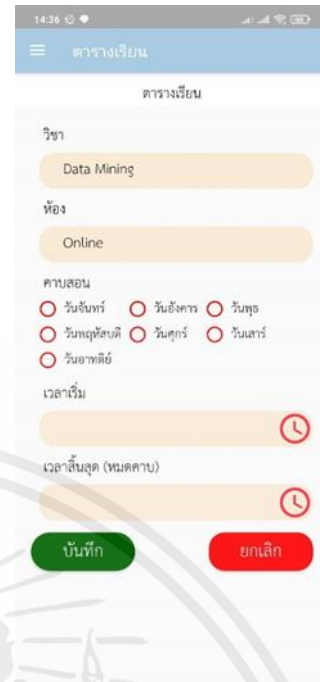 14:36
ตารางเรียน
ตารางเรียน
วิชา
Data Mining
ห้อง
Online
คาบสอน
วันจันทร์ วันอังคาร วันพุธ
วันพฤหัสบดี วันศุกร์ วันเสาร์
วันอาทิตย์
เวลาเริ่ม
เวลาสิ้นสุด (หมดคาบ)
บันทึก ยกเลิก